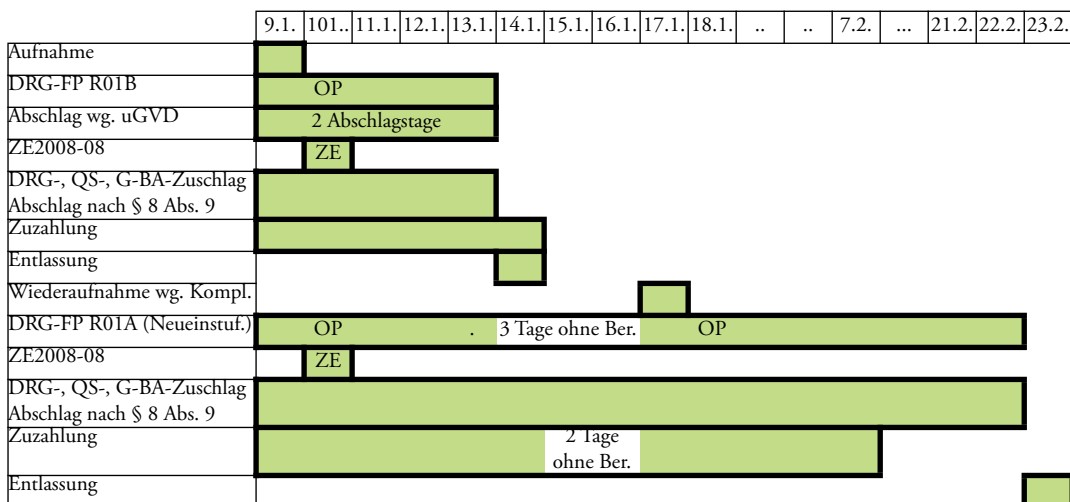 9.1. 101.. 11.1. 12.1. 13.1. 14.1. 15.1. 16.1. 17.1. 18.1. .. .. 7.2. ... 21.2. 22.2. 23.2.
Aufnahme
DRG-FP R01B OP
Abschlag wg. uGVD 2 Abschlagstage
ZE2008-08 ZE
DRG-, QS-, G-BA-Zuschlag
Abschlag nach § 8 Abs. 9
Zuzahlung
Entlassung
Wiederaufnahme wg. Kompl.
DRG-FP R01A (Neueinstuf.) OP . 3 Tage ohne Ber. OP
ZE2008-08 ZE
DRG-, QS-, G-BA-Zuschlag
Abschlag nach § 8 Abs. 9
Zuzahlung 2 Tage
ohne Ber.
Entlassung